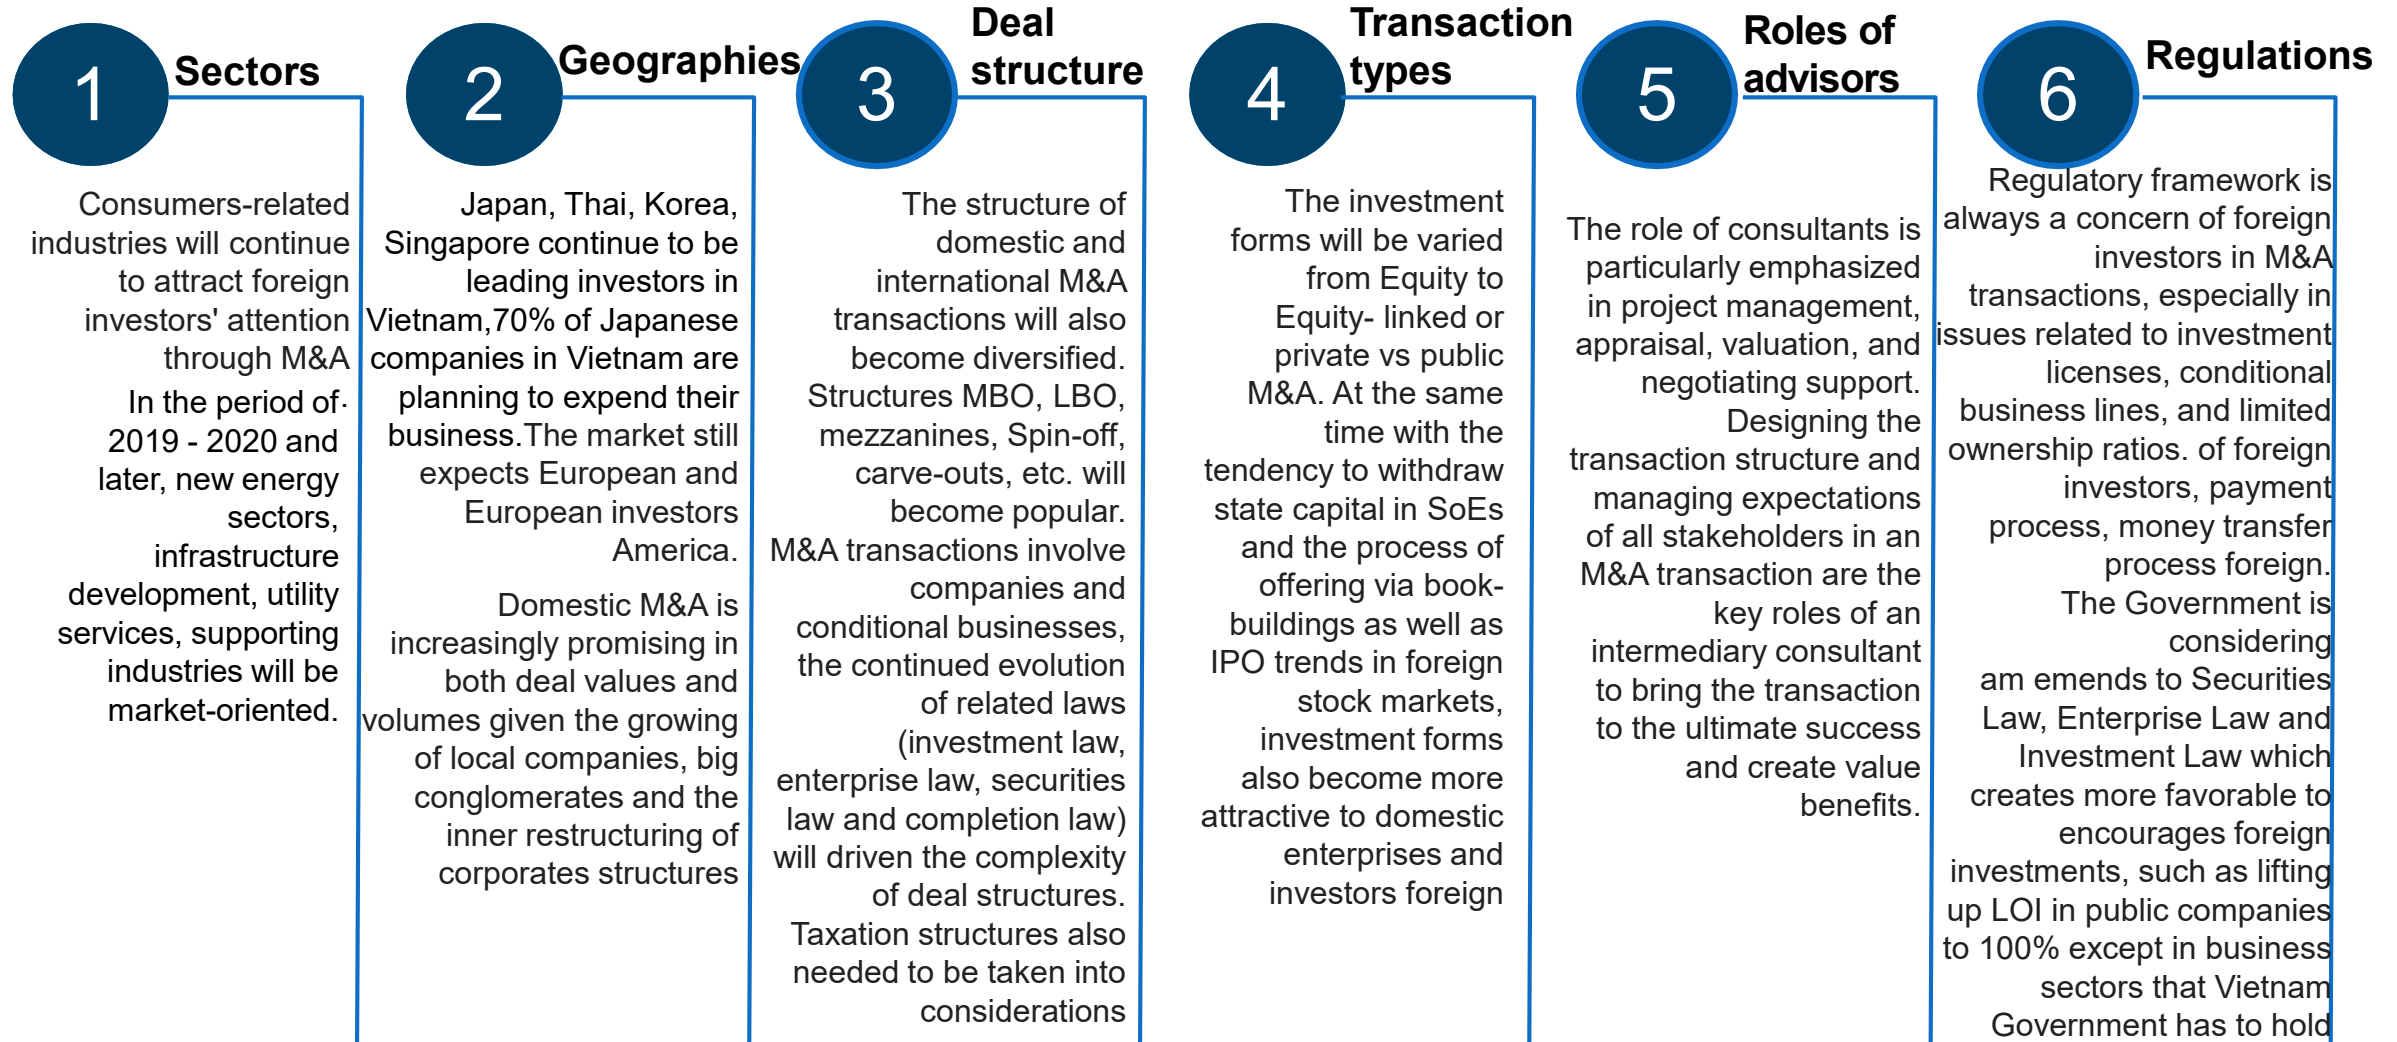 1
Sectors
Consumers-related
industries will continue
to attract foreign
investors' attention
through M&A
In the period of.
2019 - 2020 and
later, new energy
sectors,
infrastructure
development, utility
services, supporting
industries will be
market-oriented.
2
Geographies
Japan, Thai, Korea,
Singapore continue to be
leading investors in
Vietnam,70% of Japanese
companies in Vietnam are
planning to expend their
business.The market still
expects European and
European investors
America.
Domestic M&A is
increasingly promising in
both deal values and
volumes given the growing
of local companies, big
conglomerates and the
inner restructuring of
corporates structures
3
Deal
structure
The structure of
domestic and
international M&A
transactions will also
become diversified.
Structures MBO, LBO,
mezzanines, Spin-off,
carve-outs, etc. will
become popular.
M&A transactions involve
companies and
conditional businesses,
the continued evolution
of related laws
(investment law,
enterprise law, securities
law and completion law)
will driven the complexity
of deal structures.
Taxation structures also
needed to be taken into
considerations
4
Transaction
types
The investment
forms will be varied
from Equity to
Equity- linked or
private vs public
M&A. At the same
time with the
tendency to withdraw
state capital in SoEs
and the process of
offering via book-
buildings as well as
IPO trends in foreign
stock markets,
investment forms
also become more
attractive to domestic
enterprises and
investors foreign
5
Roles of
advisors
The role of consultants is
particularly emphasized
in project management,
appraisal, valuation, and
negotiating support.
Designing the
transaction structure and
managing expectations
of all stakeholders in an
M&A transaction are the
key roles of an
intermediary consultant
to bring the transaction
to the ultimate success
and create value
benefits.
6
Regulations
Regulatory framework is
always a concern of foreign
investors in M&A
transactions, especially in
issues related to investment
licenses, conditional
business lines, and limited
ownership ratios. of foreign
investors, payment
process, money transfer
process foreign.
The Government is
considering
am emends to Securities
Law, Enterprise Law and
Investment Law which
creates more favorable to
encourages foreign
investments, such as lifting
up LOI in public companies
to 100% except in business
sectors that Vietnam
Government has to hold